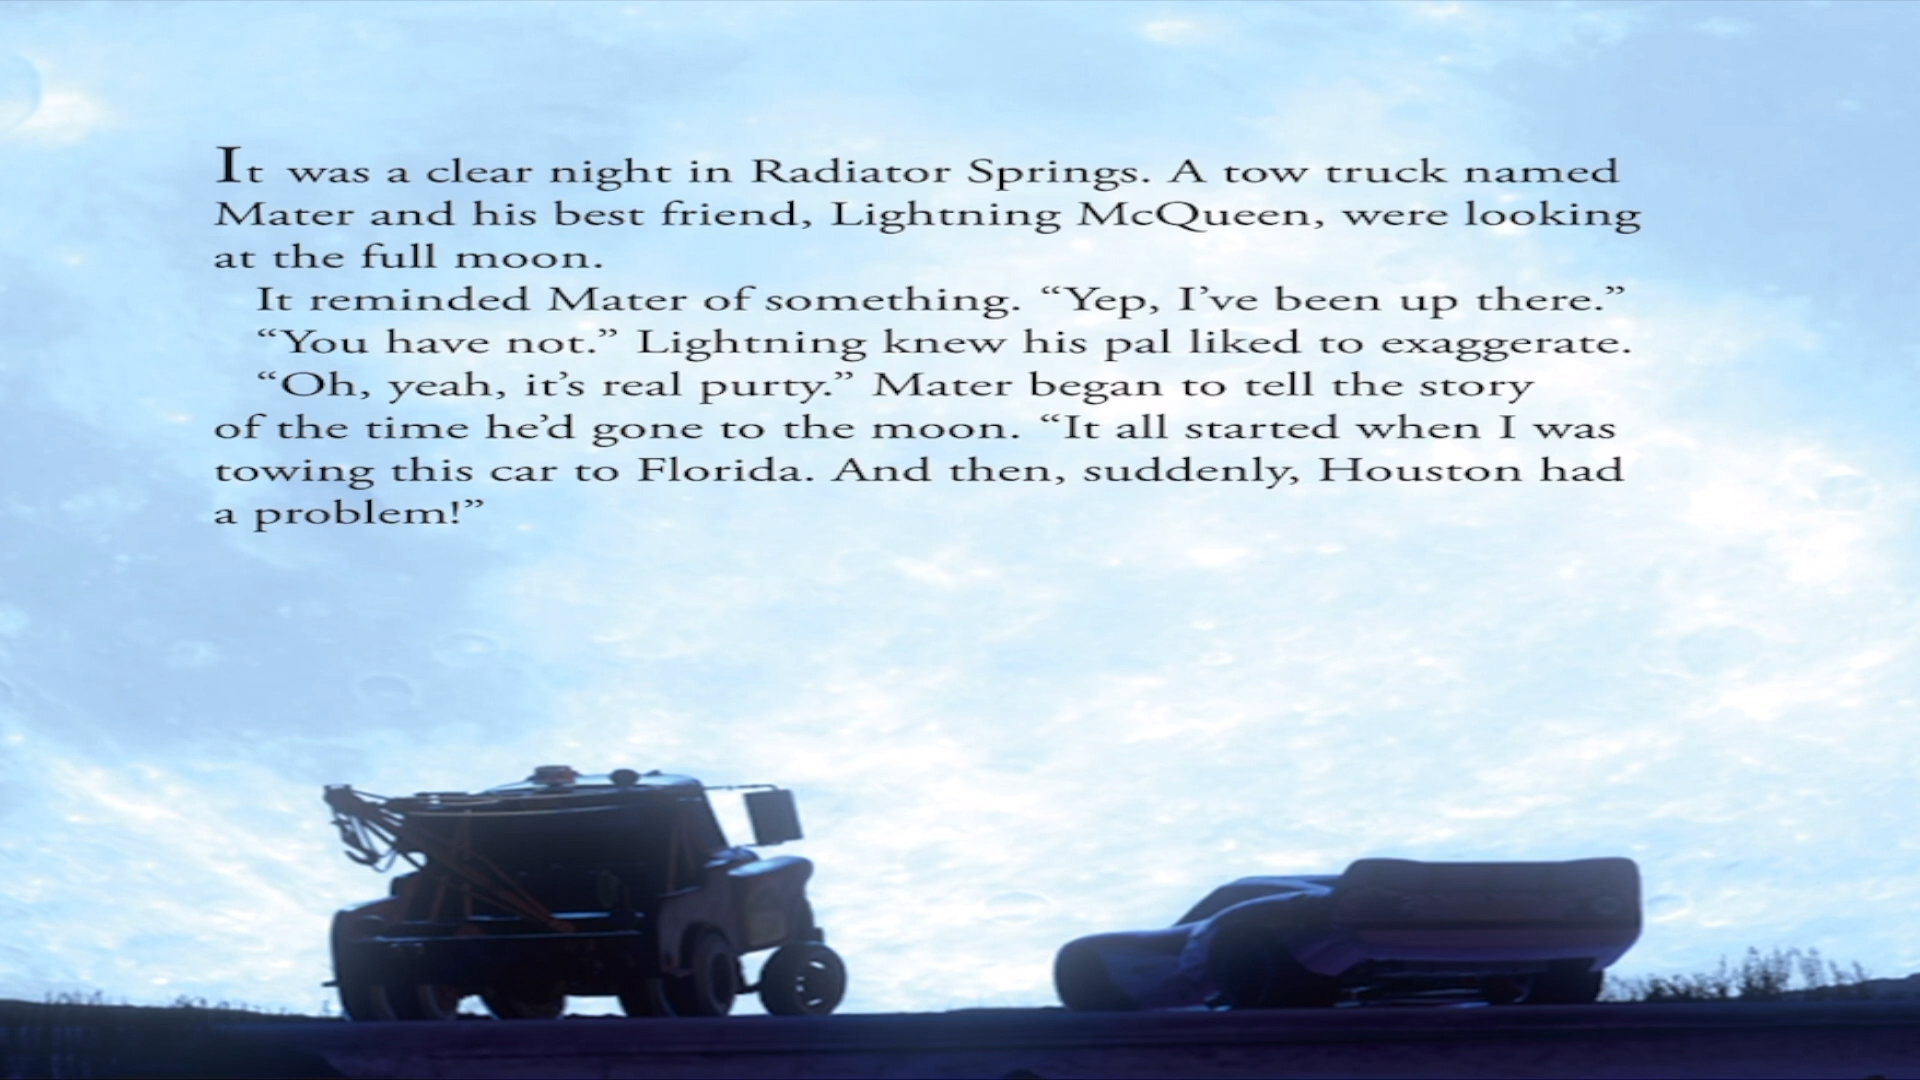 It was a clear night in Radiator Springs. A tow truck named
Mater and his best friend, Lightning McQueen, were looking
at the full moon.
It reminded Mater of something. “Yep, I’ve been up there.”
“You have not.” Lightning knew his pal liked to exaggerate.
“Oh, yeah, it’s real purty.” Mater began to tell the story
of the time he’d gone to the moon. “It all started when I was
towing this car to Florida. And then, suddenly, Houston had
a problem!”